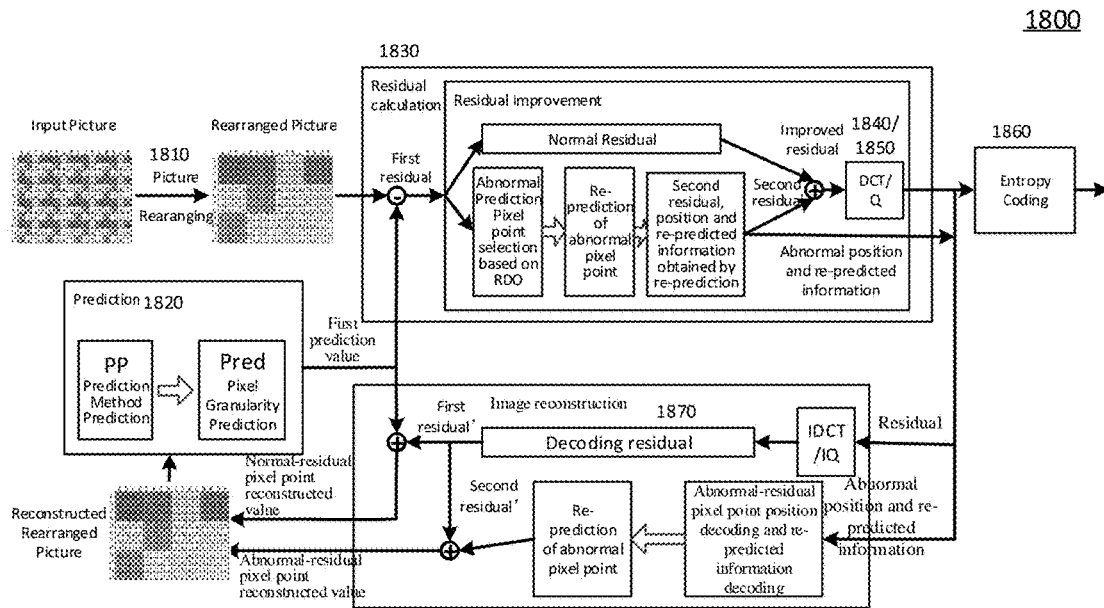 1800
1830
Residual
calculation
Residual improvement
Input Picture
Rearranged Picture
1810
Picture
Rearranging
First
residual
Normal Residual
Improved
residual
1840/
1850
1860
DCT/
Q
Entropy
Coding
Abnormal
Prediction
Pixel
point
selection
based on
RDO
Re-
prediction
of
abnormal
pixel point
Second
residual,
position and
re-predicted
information
obtained by
re-prediction
Second
residual
Abnormal position
and re-predicted
information
Prediction
1820
First
prediction
value
PP
Prediction
Method
Prediction
Pred
Pixel
Granularity
Prediction
First
residual'
Image reconstruction
1870
Decoding residual
IDCT
/IQ
Residual
Normal-residual
pixel point
reconstructed
value
Second
residual'
Re-
prediction
of abnormal
pixel point
Abnormal-residual
pixel point position
decoding and re-
predicted
information
decoding
Abnormal
position and re-
predicted
information
Reconstructed
Rearranged
Picture
Abnormal-residual
pixel point
reconstructed value